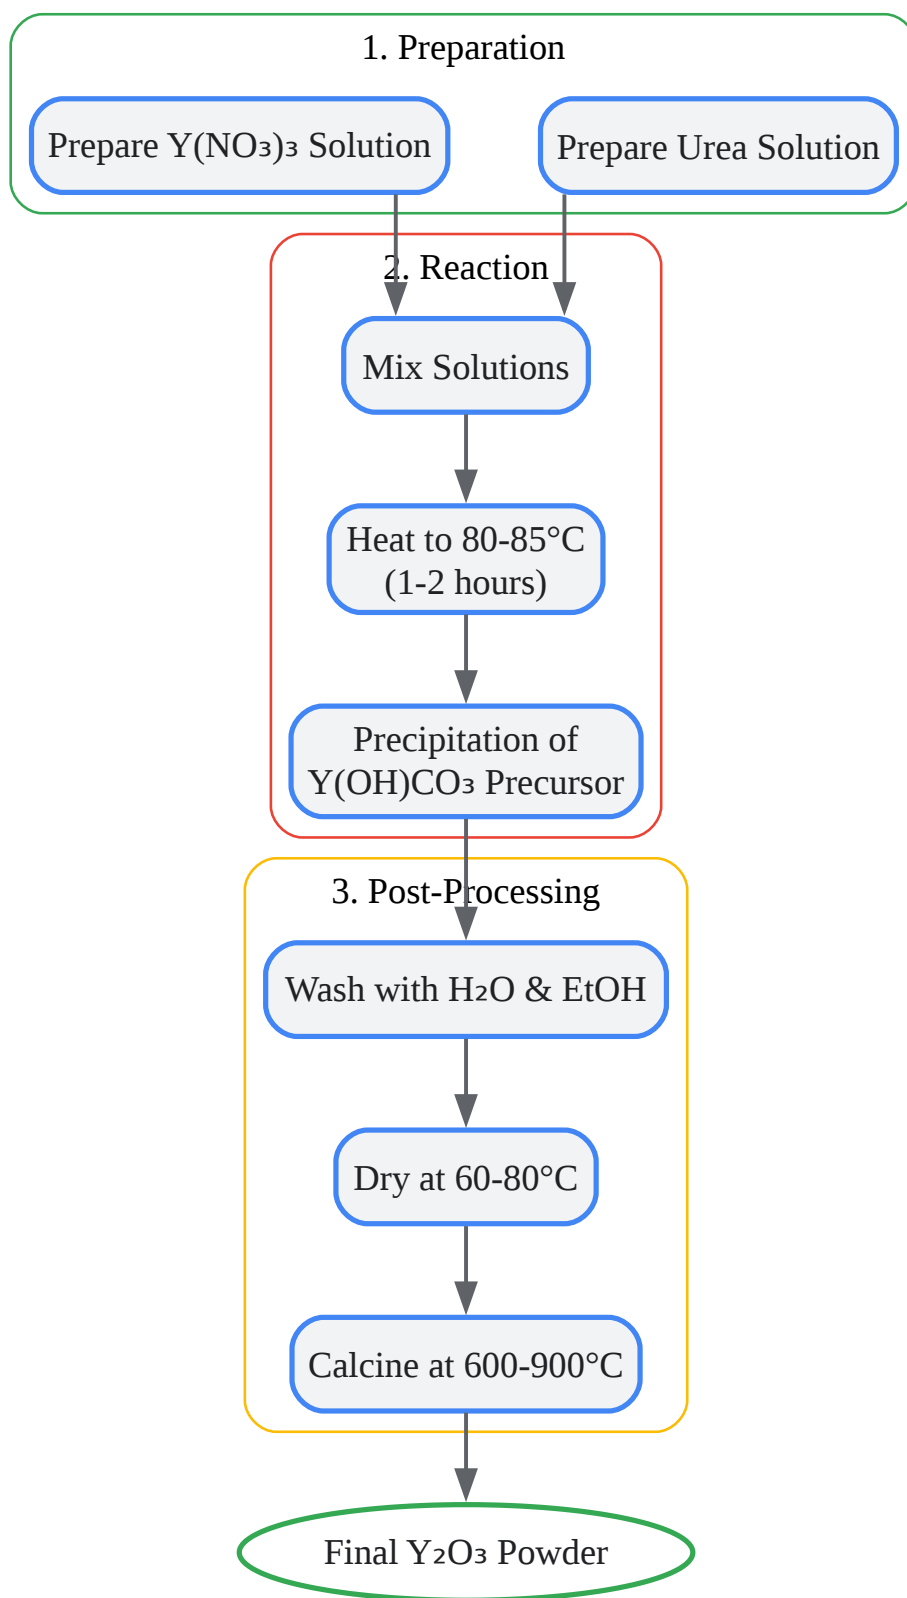 1. Preparation
Prepare Y(NO₃)₃ Solution
Prepare Urea Solution
2. Reaction
Mix Solutions
Heat to 80-85°C
(1-2 hours)
Precipitation of
Y(OH)CO₃ Precursor
3. Post-Processing
Wash with H₂O & EtOH
Dry at 60-80°C
Calcine at 600-900°C
Final Y₂O₃ Powder